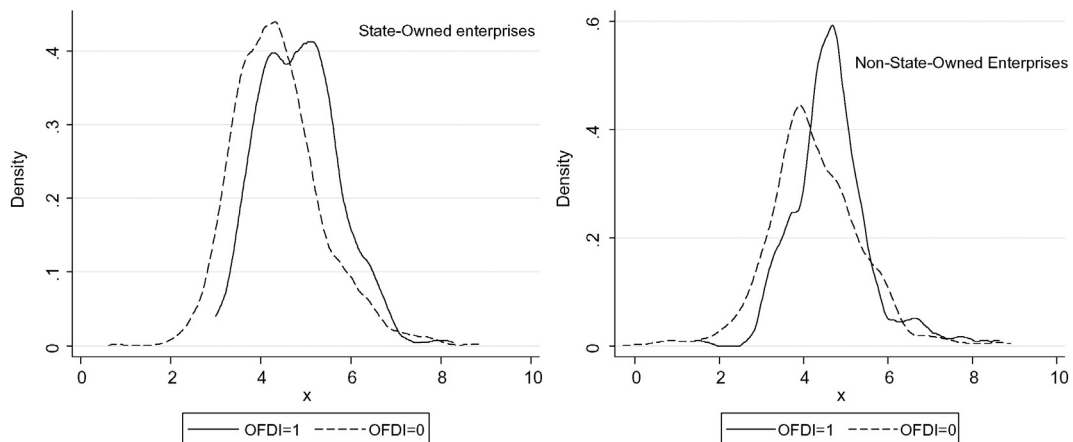 State-Owned enterprises
Density
.4
.3
.2
.1
0
0 2 4 6 8 10
x
OFDI=1 OFDI=0
Non-State-Owned Enterprises
Density
.6
.4
.2
0
0 2 4 6 8 10
x
OFDI=1 OFDI=0